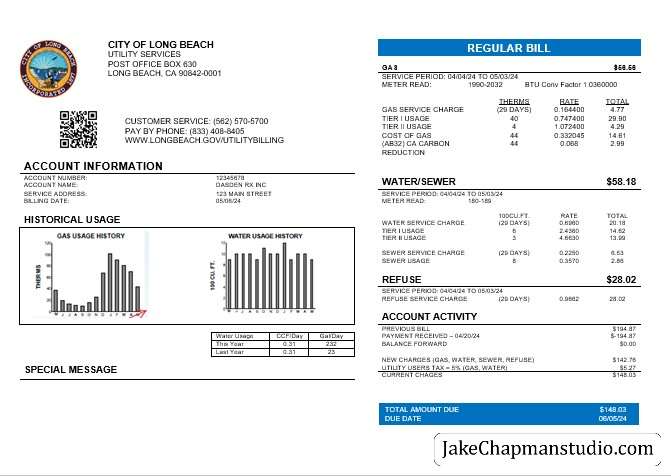 CITY OF LONG BEACH
UTILITY SERVICES
POST OFFICE BOX 630
LONG BEACH, CA 90842-0001
CUSTOMER SERVICE: (562) 570-5700
PAY BY PHONE: (833) 408-8405
WWW.LONGBEACH.GOV/UTILITYBILLING
ACCOUNT INFORMATION
ACCOUNT NUMBER: 12345678
ACCOUNT NAME: DASDEN RX INC
SERVICE ADDRESS: 123 MAIN STREET
BILLING DATE: 05/06/24
HISTORICAL USAGE
GAS USAGE HISTORY
THERMS
WATER USAGE HISTORY
100 CU. FT.
Water Usage CCF/Day Gal/Day
This Year 0.31 232
Last Year 0.31 23
SPECIAL MESSAGE
REGULAR BILL
GAS $56.56
SERVICE PERIOD: 04/04/24 TO 05/03/24
METER READ: 1990-2032 BTU Conv Factor 1.0360000
THERMS RATE TOTAL
GAS SERVICE CHARGE (29 DAYS) 0.164400 4.77
TIER I USAGE 40 0.747400 29.90
TIER II USAGE 4 1.072400 4.29
COST OF GAS 44 0.332045 14.61
(AB32) CA CARBON 44 0.068 2.99
REDUCTION
WATER/SEWER $58.18
SERVICE PERIOD: 04/04/24 TO 05/03/24
METER READ: 180-189
100CU.FT. RATE TOTAL
WATER SERVICE CHARGE (29 DAYS) 0.6960 20.18
TIER I USAGE 6 2.4360 14.62
TIER II USAGE 3 4.6630 13.99
SEWER SERVICE CHARGE (29 DAYS) 0.2250 6.53
SEWER USAGE 8 0.3570 2.86
REFUSE $28.02
SERVICE PERIOD: 04/04/24 TO 05/03/24
REFUSE SERVICE CHARGE (29 DAYS) 0.9662 28.02
ACCOUNT ACTIVITY
PREVIOUS BILL $194.87
PAYMENT RECEIVED – 04/20/24 $-194.87
BALANCE FORWARD $0.00
NEW CHARGES (GAS, WATER, SEWER, REFUSE) $142.76
UTILITY USERS TAX = 5% (GAS, WATER) $5.27
CURRENT CHAGES $148.03
TOTAL AMOUNT DUE $148.03
DUE DATE 06/05/24
JakeChapmanstudio.com